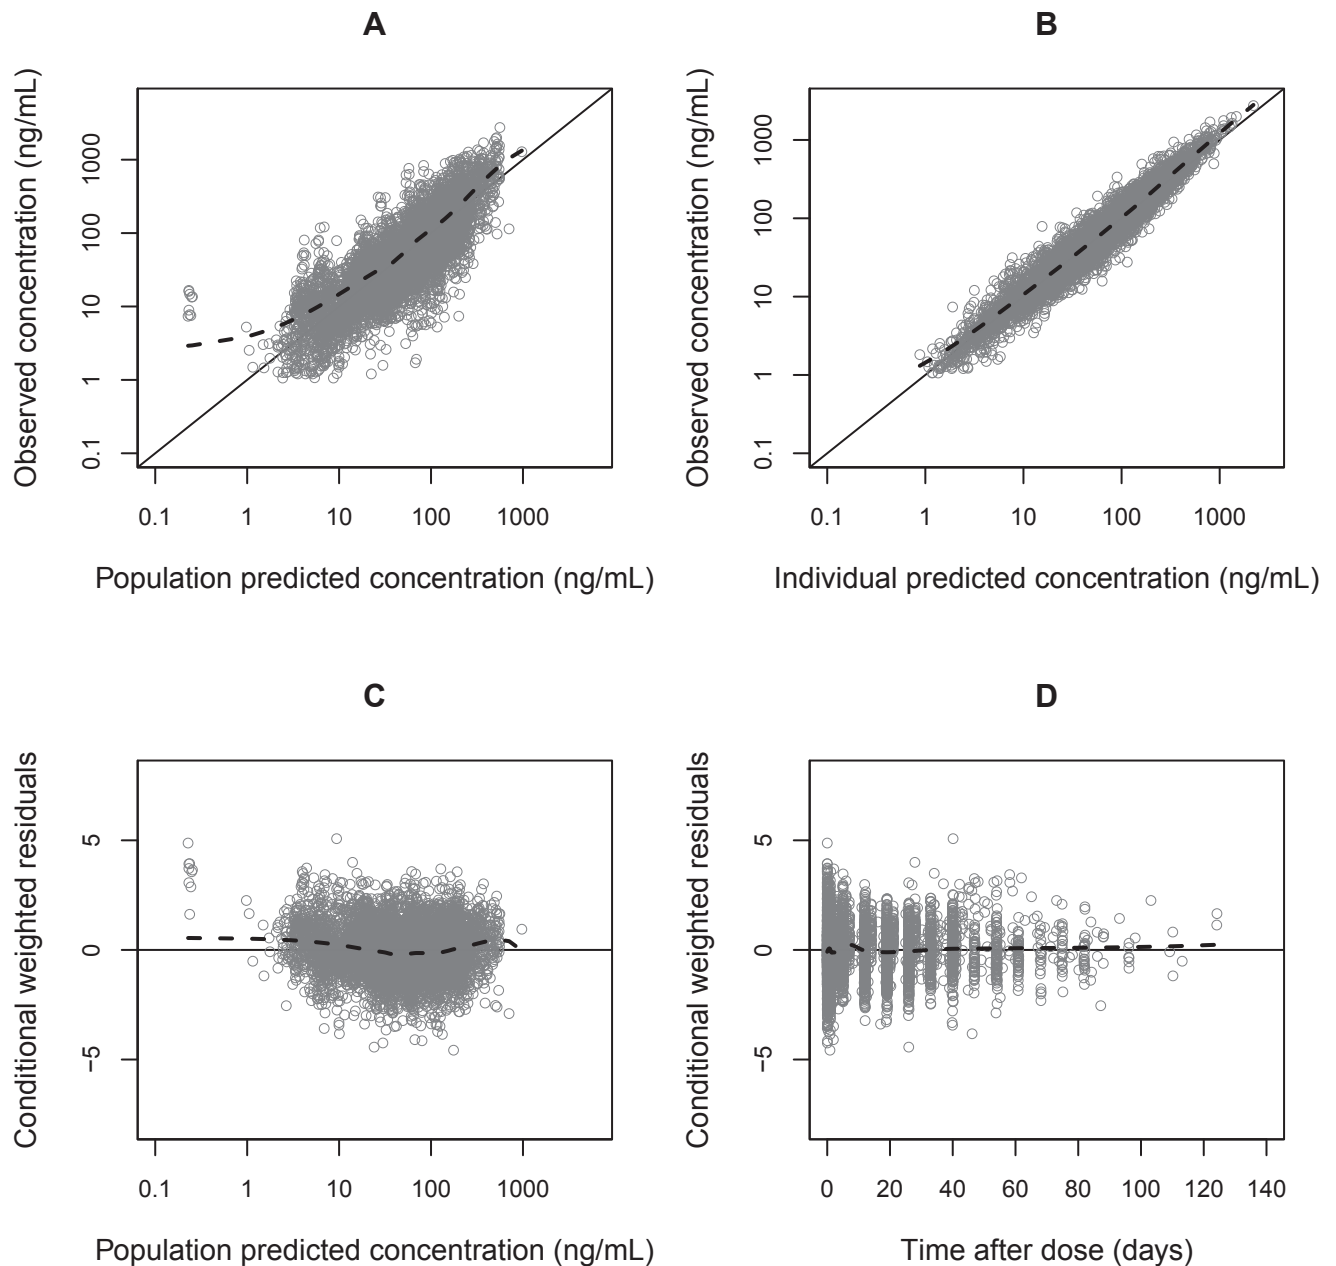 A
Observed concentration (ng/mL)
1000
100
10
1
0.1
0.1 1 10 100 1000
Population predicted concentration (ng/mL)
B
Observed concentration (ng/mL)
1000
100
10
1
0.1
0.1 1 10 100 1000
Individual predicted concentration (ng/mL)
C
Conditional weighted residuals
5
0
−5
0.1 1 10 100 1000
Population predicted concentration (ng/mL)
D
Conditional weighted residuals
5
0
−5
0 20 40 60 80 100 120 140
Time after dose (days)